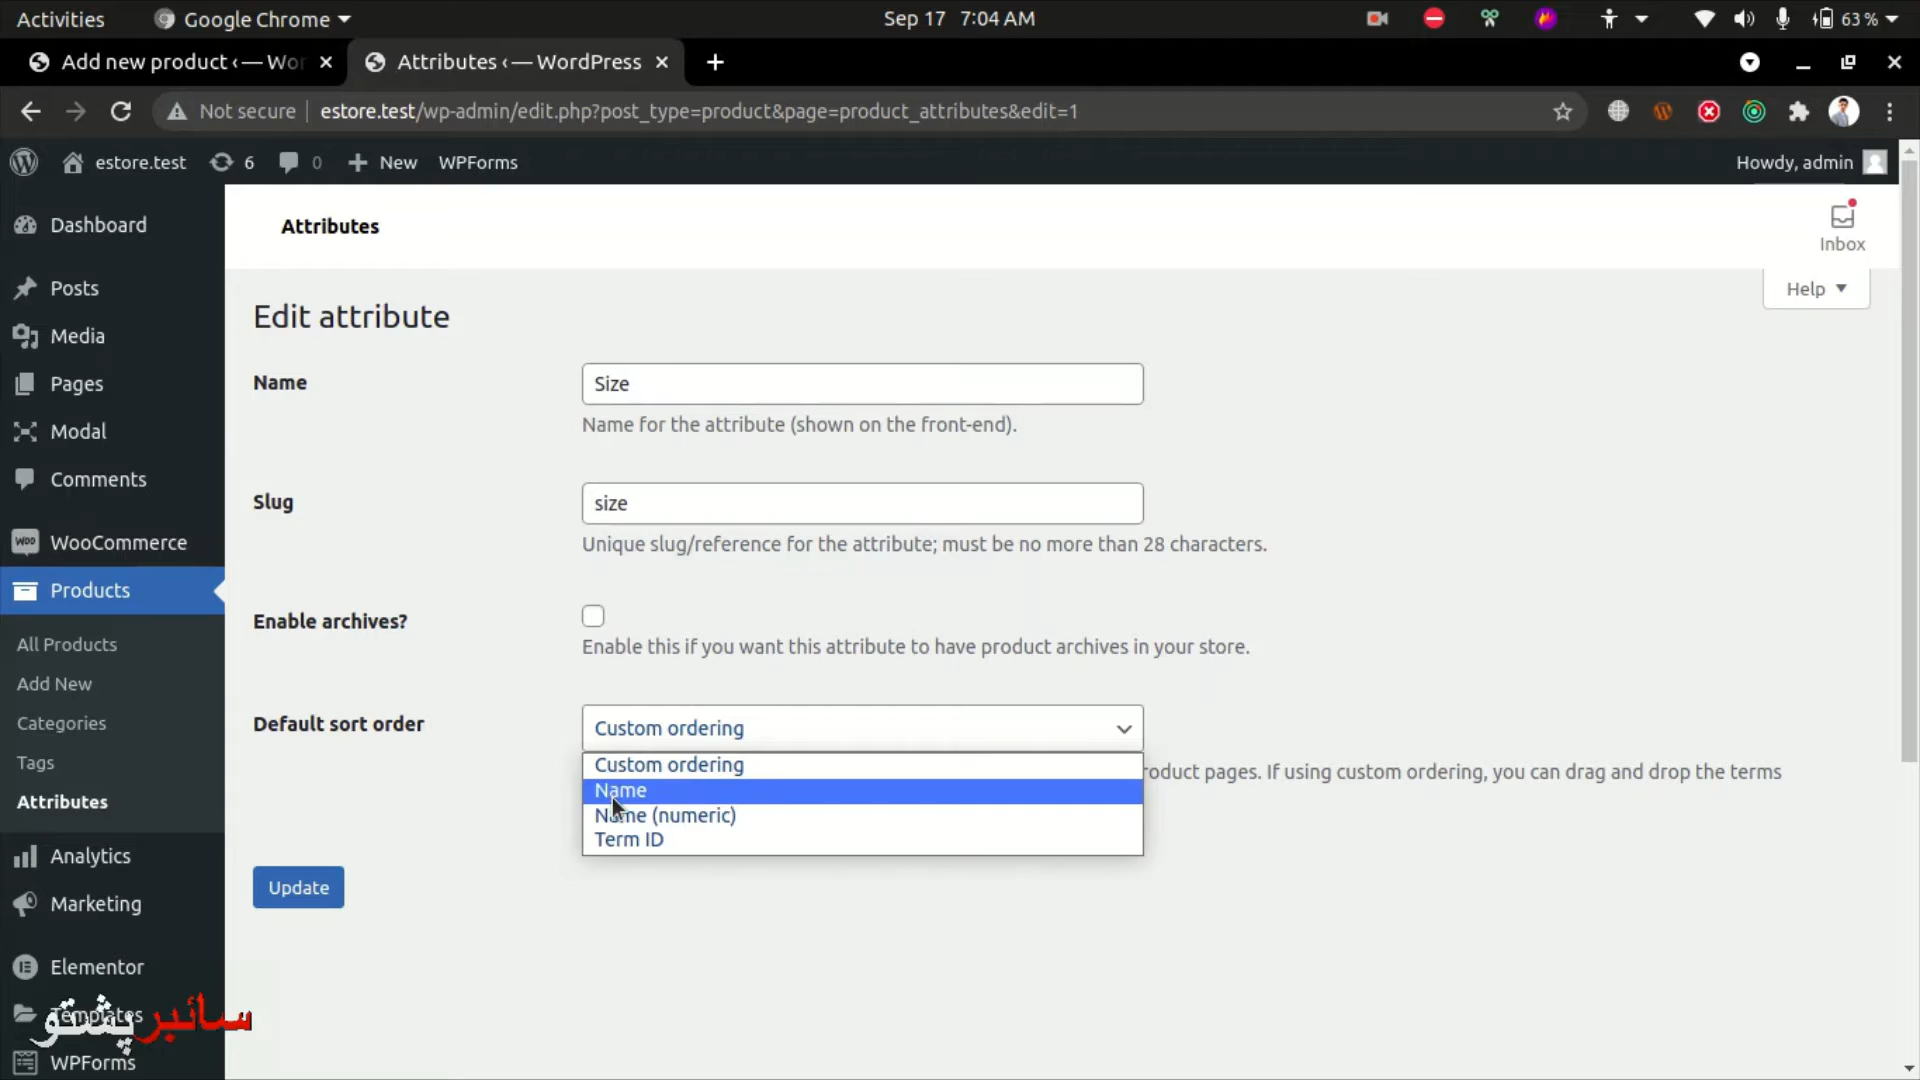 Activities
Google Chrome
Sep 17 7:04 AM
63 %
Add new product ‹ — Wor
Attributes ‹ — WordPress
Not secure
estore.test/wp-admin/edit.php?post_type=product&page=product_attributes&edit=1
estore.test
6
0
New
WPForms
Howdy, admin
Dashboard
Posts
Media
Pages
Modal
Comments
WooCommerce
Products
All Products
Add New
Categories
Tags
Attributes
Analytics
Marketing
Elementor
Templates
WPForms
سائبر پشتو
Attributes
Inbox
Help
Edit attribute
Name
Size
Name for the attribute (shown on the front-end).
Slug
size
Unique slug/reference for the attribute; must be no more than 28 characters.
Enable archives?
Enable this if you want this attribute to have product archives in your store.
Default sort order
Custom ordering
Custom ordering
Name
Name (numeric)
Term ID
roduct pages. If using custom ordering, you can drag and drop the terms
Update